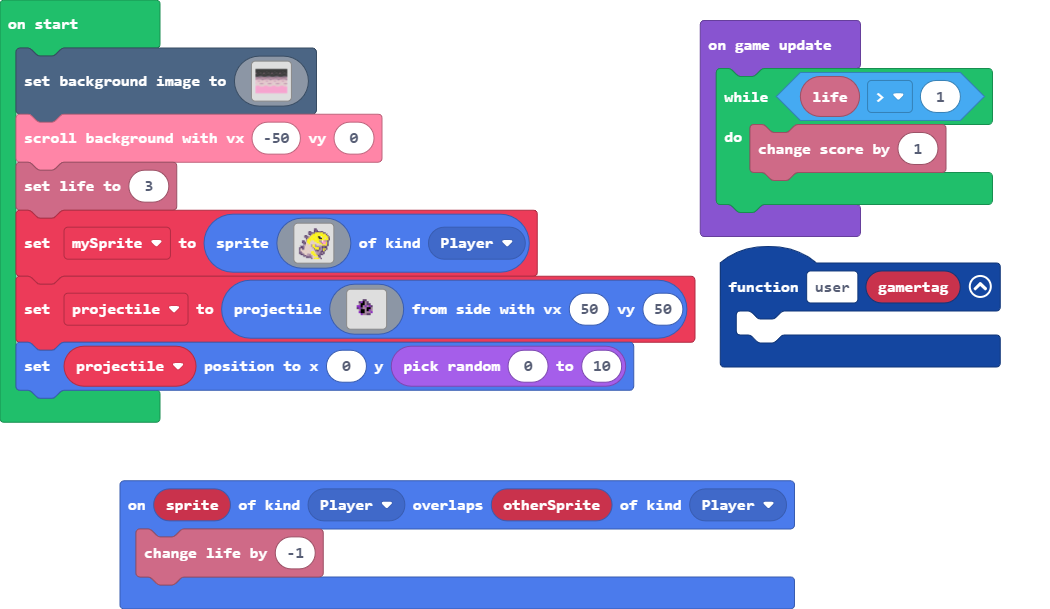 on start
set background image to
scroll background with vx -50 vy 0
set life to 3
set mySprite to sprite of kind Player
set projectile to projectile from side with vx 50 vy 50
set projectile position to x 0 y pick random 0 to 10
on game update
while life > 1
do
change score by 1
function user gamertag
on sprite of kind Player overlaps otherSprite of kind Player
change life by -1